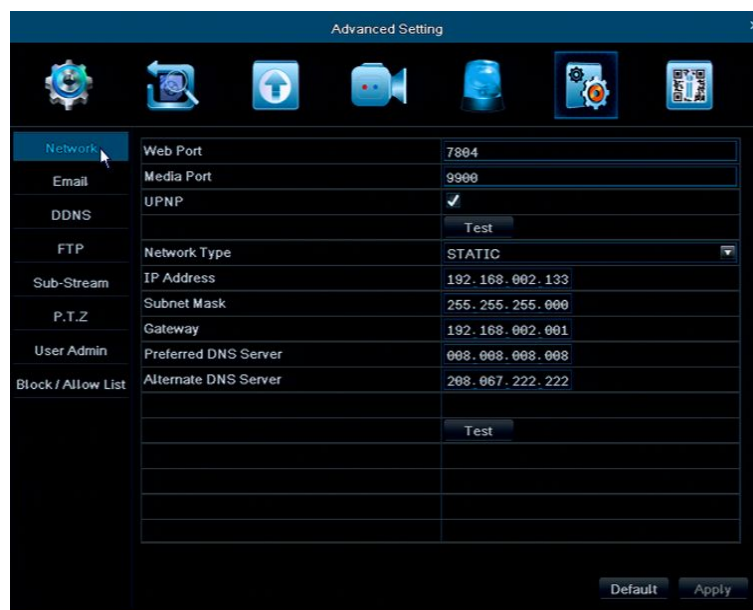 Advanced Setting
Network
Email
DDNS
FTP
Sub-Stream
P.T.Z
User Admin
Block / Allow List
Web Port 7804
Media Port 9900
UPNP
Test
Network Type STATIC
IP Address 192.168.002.133
Subnet Mask 255.255.255.000
Gateway 192.168.002.001
Preferred DNS Server 008.008.008.008
Alternate DNS Server 208.067.222.222
Test
Default Apply